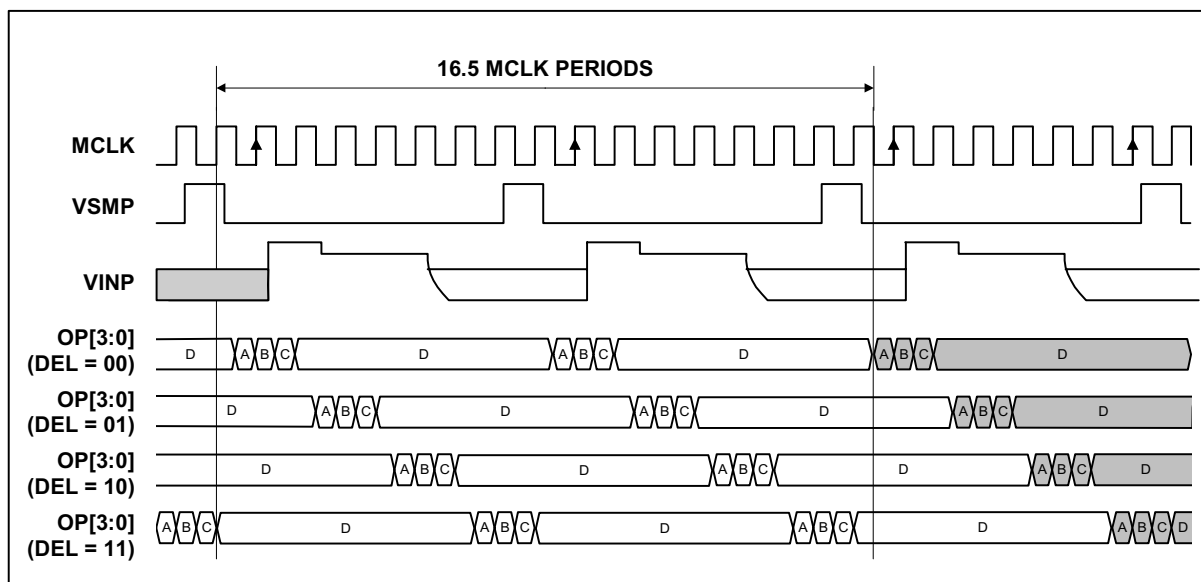 16.5 MCLK PERIODS
MCLK
VSMP
VINP
OP[3:0]
(DEL = 00)
D A B C D A B C D A B C D
OP[3:0]
(DEL = 01)
D A B C D A B C D A B C D
OP[3:0]
(DEL = 10)
D A B C D A B C D A B C D
OP[3:0]
(DEL = 11)
A B C D A B C D A B C D A B C D